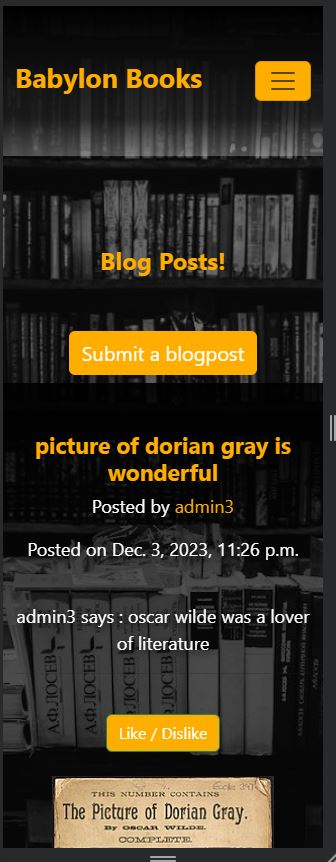 Babylon Books
Blog Posts!
Submit a blogpost
picture of dorian gray is
wonderful
Posted by admin3
Posted on Dec. 3, 2023, 11:26 p.m.
admin3 says : oscar wilde was a lover
of literature
А.Ф.ЛОСЕВ
А.Ф.ЛОСЕВ
Like / Dislike
THIS NUMBER CONTAINS
The Picture of Dorian Gray.
By OSCAR WILDE.
COMPLETE.